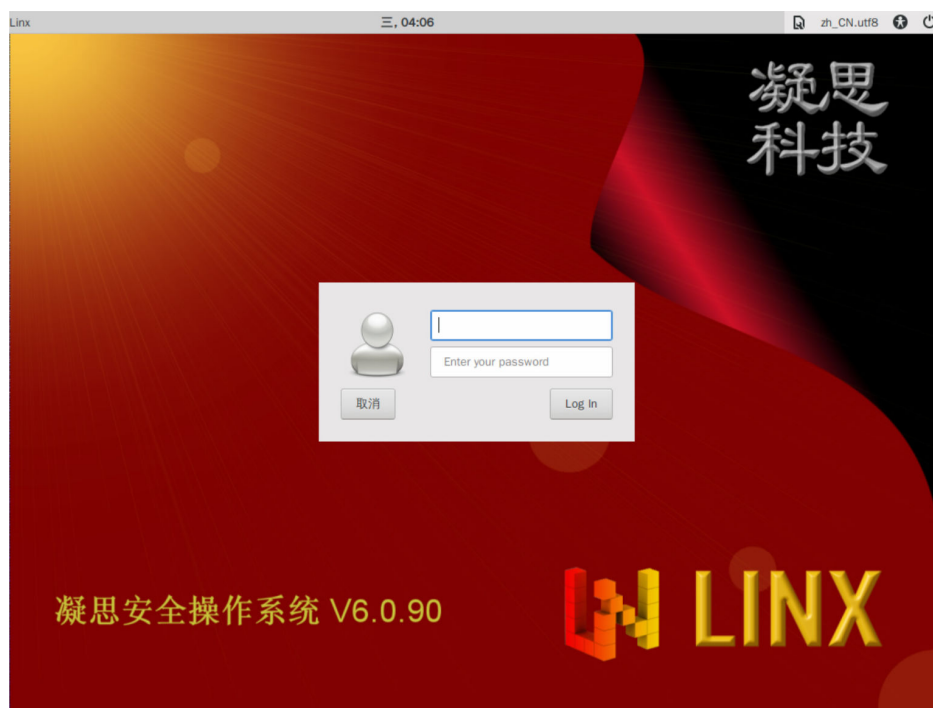 Linx
三, 04:06
zh_CN.utf8
凝思
科技
Enter your password
取消
Log In
凝思安全操作系统 V6.0.90
LINX